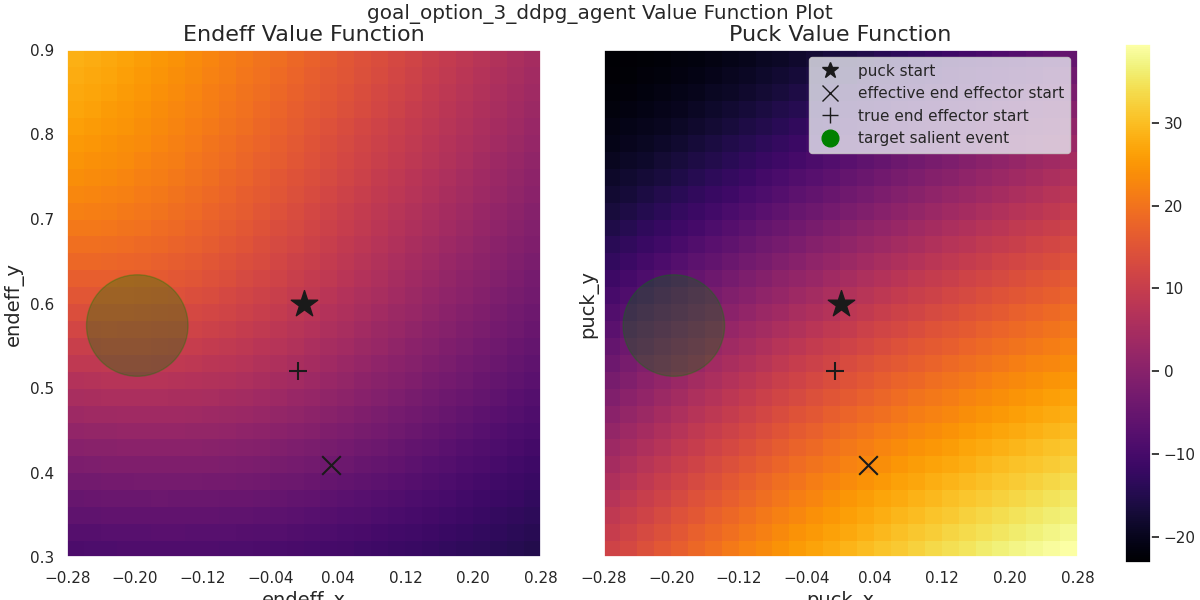 goal_option_3_ddpg_agent Value Function Plot
Endeff Value Function
Puck Value Function
0.9
0.8
0.7
0.6
0.5
0.4
0.3
endeff_y
−0.28 −0.20 −0.12 −0.04 0.04 0.12 0.20 0.28
endeff_x
puck_y
puck start
effective end effector start
true end effector start
target salient event
−0.28 −0.20 −0.12 −0.04 0.04 0.12 0.20 0.28
puck_x
30
20
10
0
−10
−20